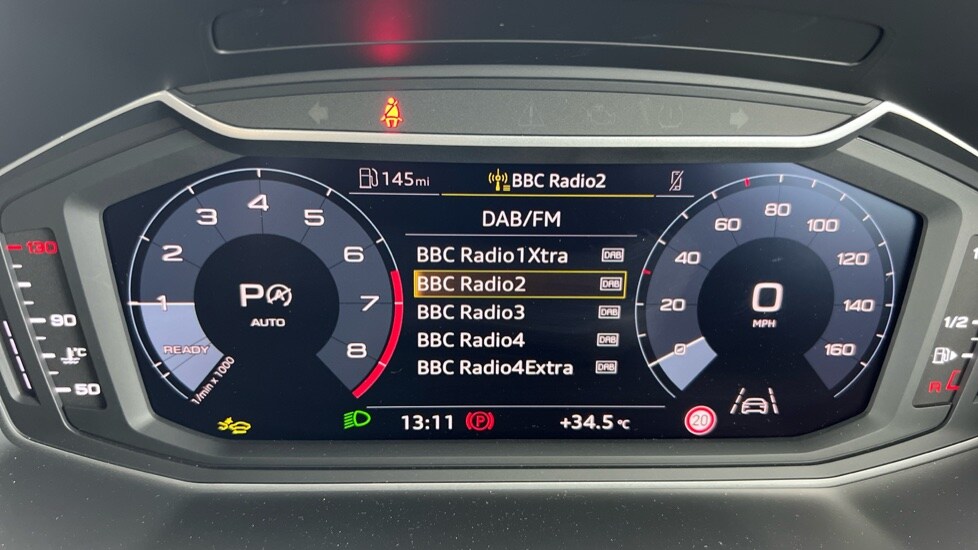 145mi
BBC Radio2
DAB/FM
BBC Radio1Xtra DAB
BBC Radio2 DAB
BBC Radio3 DAB
BBC Radio4 DAB
BBC Radio4Extra DAB
1 2 3 4 5 6 7 8
P A
AUTO
READY
1/min x 1000
0 20 40 60 80 100 120 140 160
0
MPH
130
90
°C
50
1/2
R
13:11
P
+34.5 °C
20